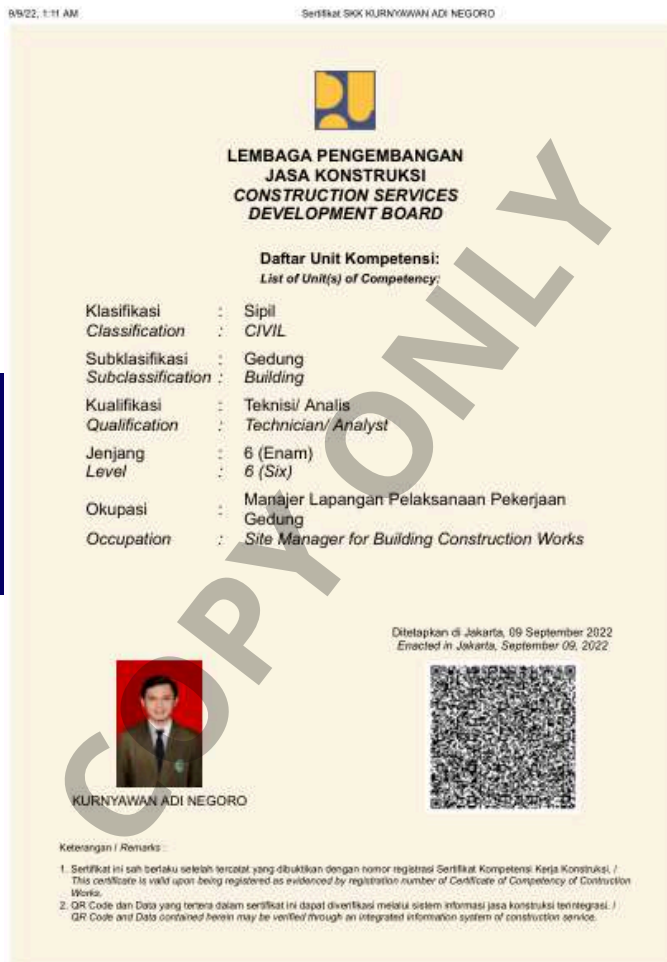 9/9/22, 1:11 AM
Sertifikat SKK KURNYAWAN ADI NEGORO
LEMBAGA PENGEMBANGAN
JASA KONSTRUKSI
CONSTRUCTION SERVICES
DEVELOPMENT BOARD
Daftar Unit Kompetensi:
List of Unit(s) of Competency:
Klasifikasi : Sipil
Classification : CIVIL
Subklasifikasi : Gedung
Subclassification : Building
Kualifikasi : Teknisi/ Analis
Qualification : Technician/ Analyst
Jenjang : 6 (Enam)
Level : 6 (Six)
Okupasi : Manajer Lapangan Pelaksanaan Pekerjaan
Gedung
Occupation : Site Manager for Building Construction Works
Ditetapkan di Jakarta, 09 September 2022
Enacted in Jakarta, September 09, 2022
KURNYAWAN ADI NEGORO
Keterangan / Remarks :
1. Sertifikat ini sah berlaku setelah tercatat yang dibuktikan dengan nomor registrasi Sertifikat Kompetensi Kerja Konstruksi. /
This certificate is valid upon being registered as evidenced by registration number of Certificate of Competency of Contruction
Works.
2. QR Code dan Data yang tertera dalam sertifikat ini dapat diverifikasi melalui sistem informasi jasa konstruksi terintegrasi. /
QR Code and Data contained herein may be verified through an integrated information system of construction service.
COPY ONLY